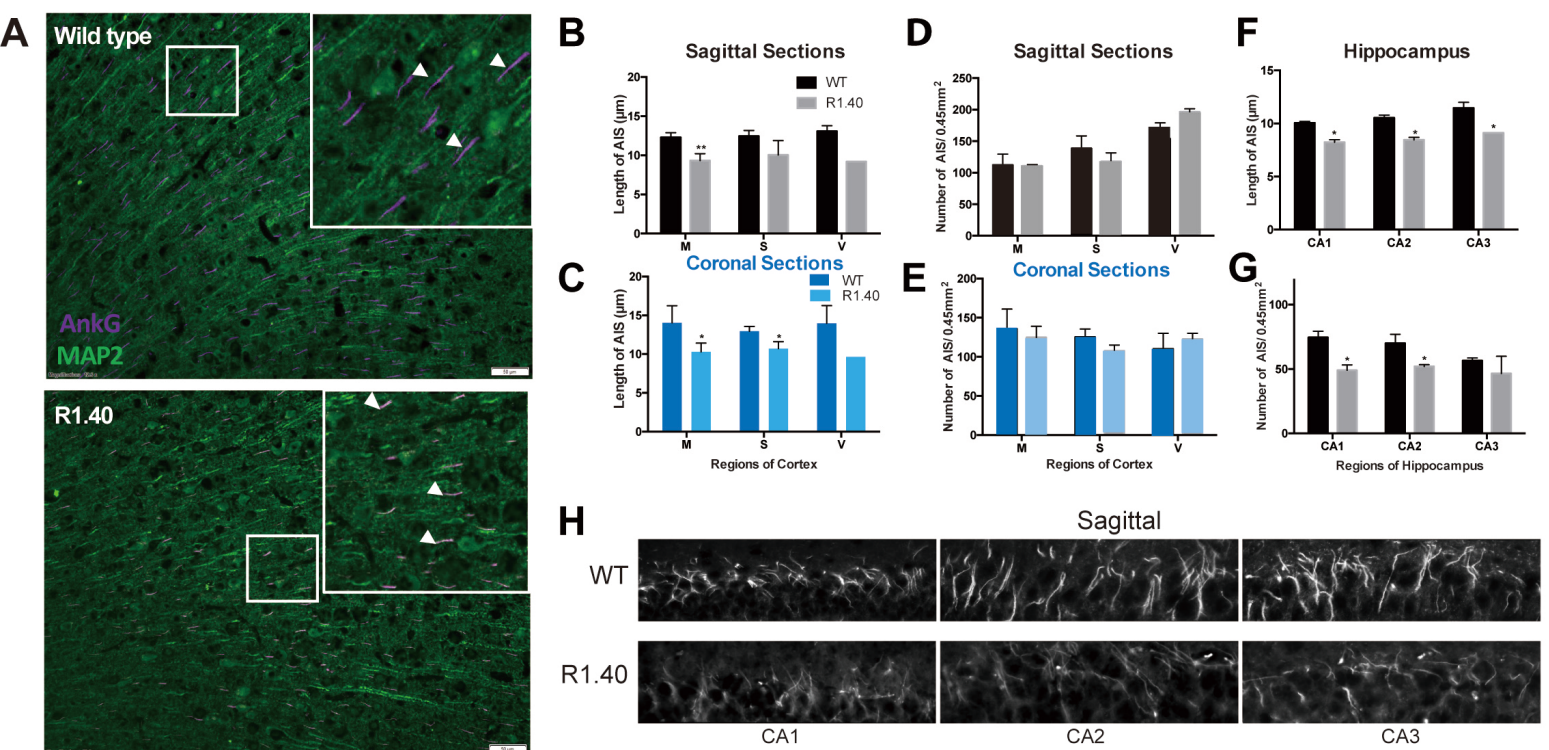 A
Wild type
AnkG
MAP2
50 µm
R1.40
50 µm
B
Sagittal Sections
WT
R1.40
Length of AIS (µm)
20
15
10
5
0
**
M S V
C
Coronal Sections
WT
R1.40
Length of AIS (µm)
20
15
10
5
0
* *
M S V
Regions of Cortex
D
Sagittal Sections
Number of AIS/ 0.45mm2
250
200
150
100
50
0
M S V
E
Coronal Sections
Number of AIS/ 0.45mm2
200
150
100
50
0
M S V
Regions of Cortex
F
Hippocampus
Length of AIS (µm)
15
10
5
0
* * *
CA1 CA2 CA3
G
Number of AIS/ 0.45mm2
100
50
0
* *
CA1 CA2 CA3
Regions of Hippocampus
H
Sagittal
WT
R1.40
CA1 CA2 CA3